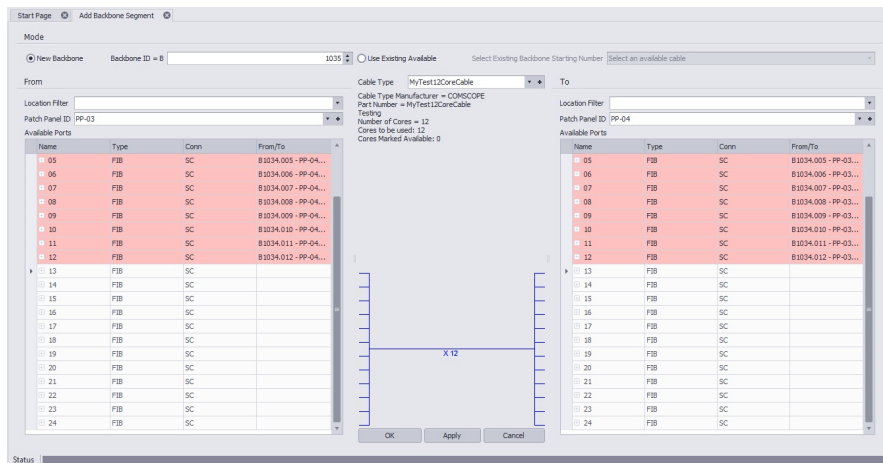 Start Page Add Backbone Segment
Mode
New Backbone Backbone ID = B 1035 Use Existing Available Select Existing Backbone Starting Number Select an available cable
From Cable Type MyTest12CoreCable To
Cable Type Manufacturer = COMSCOPE
Part Number = MyTest12CoreCable
Testing
Number of Cores = 12
Cores to be used: 12
Cores Marked Available: 0
Location Filter Location Filter
Patch Panel ID PP-03 Patch Panel ID PP-04
Available Ports Available Ports
Name Type Conn From/To Name Type Conn From/To
05 FIB SC B1034.005 - PP-04... 05 FIB SC B1034.005 - PP-03...
06 FIB SC B1034.006 - PP-04... 06 FIB SC B1034.006 - PP-03...
07 FIB SC B1034.007 - PP-04... 07 FIB SC B1034.007 - PP-03...
08 FIB SC B1034.008 - PP-04... 08 FIB SC B1034.008 - PP-03...
09 FIB SC B1034.009 - PP-04... 09 FIB SC B1034.009 - PP-03...
10 FIB SC B1034.010 - PP-04... 10 FIB SC B1034.010 - PP-03...
11 FIB SC B1034.011 - PP-04... 11 FIB SC B1034.011 - PP-03...
12 FIB SC B1034.012 - PP-04... 12 FIB SC B1034.012 - PP-03...
13 FIB SC 13 FIB SC
14 FIB SC 14 FIB SC
15 FIB SC 15 FIB SC
16 FIB SC 16 FIB SC
17 FIB SC 17 FIB SC
18 FIB SC 18 FIB SC
19 FIB SC X 12 19 FIB SC
20 FIB SC 20 FIB SC
21 FIB SC 21 FIB SC
22 FIB SC 22 FIB SC
23 FIB SC 23 FIB SC
24 FIB SC 24 FIB SC
OK Apply Cancel
Status